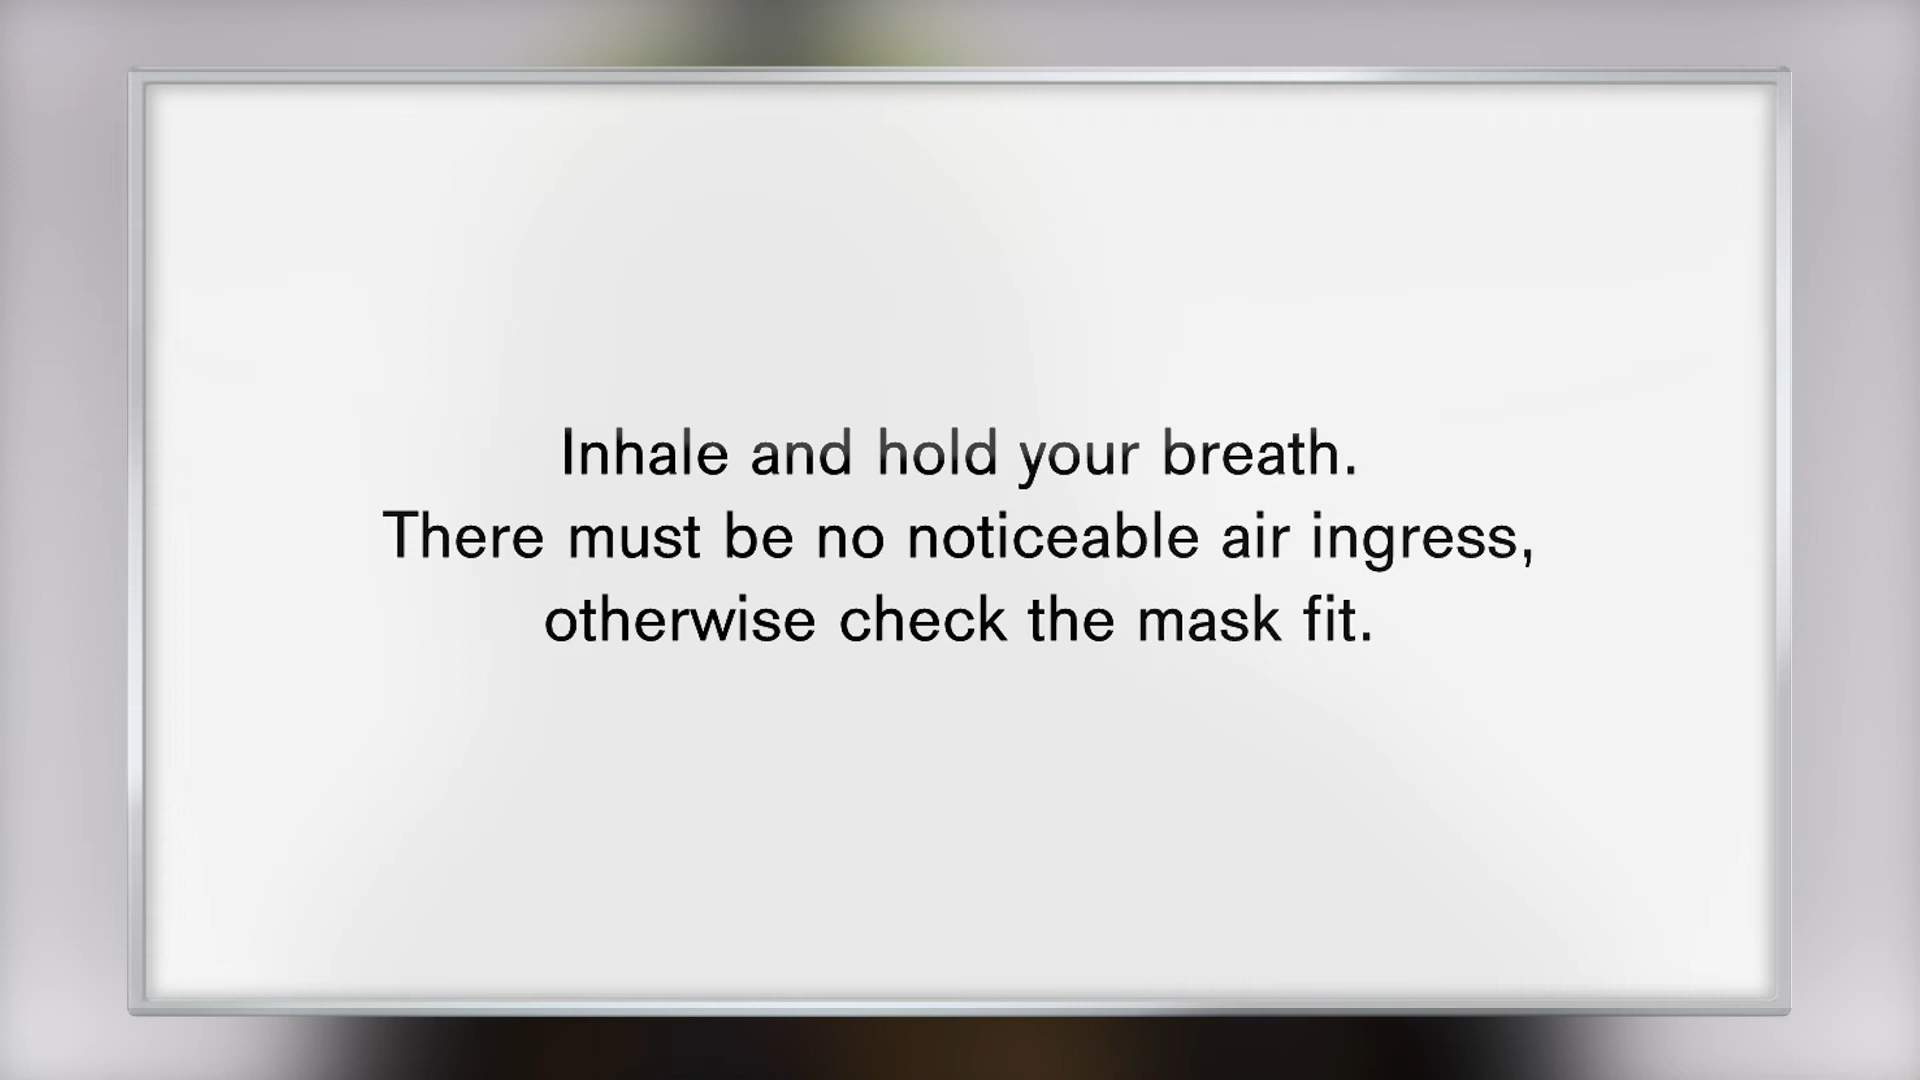 Inhale and hold your breath.
There must be no noticeable air ingress,
otherwise check the mask fit.